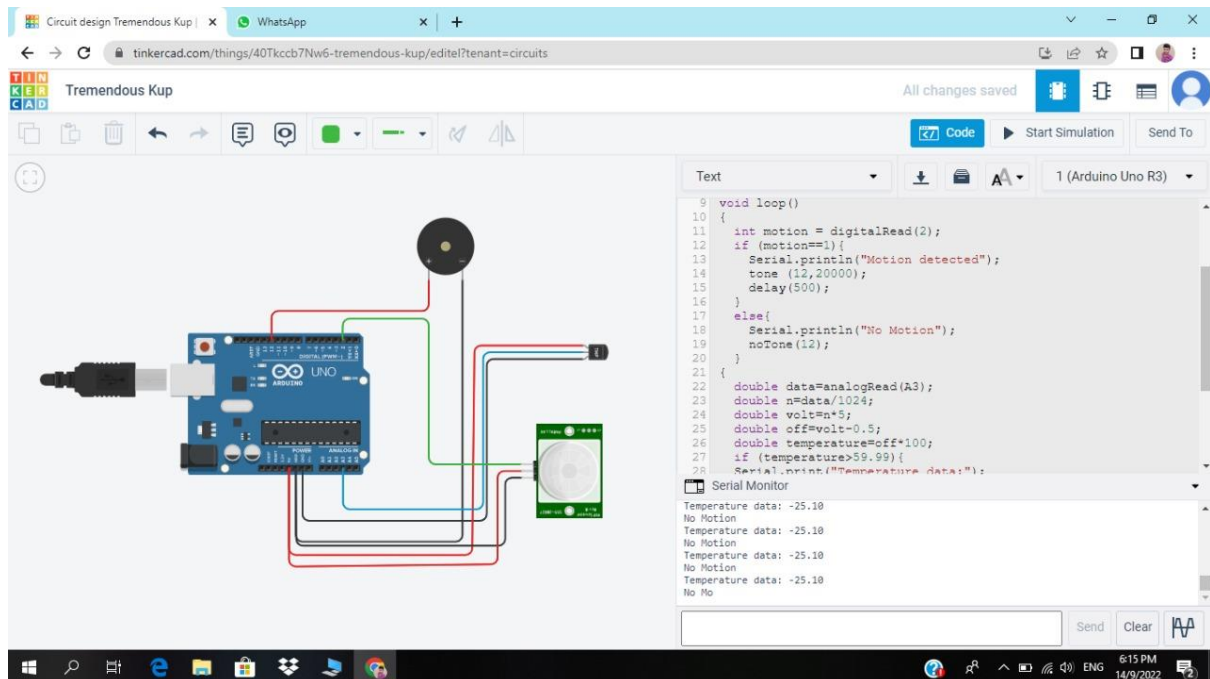 Circuit design Tremendous Kup |
WhatsApp
tinkercad.com/things/40Tkccb7Nw6-tremendous-kup/editel?tenant=circuits
TIN
KER
CAD
Tremendous Kup
All changes saved
Code
Start Simulation
Send To
Text
1 (Arduino Uno R3)
9 void loop()
10 {
11 int motion = digitalRead(2);
12 if (motion==1){
13 Serial.println("Motion detected");
14 tone (12,20000);
15 delay(500);
16 }
17 else{
18 Serial.println("No Motion");
19 noTone(12);
20 }
21 {
22 double data=analogRead(A3);
23 double n=data/1024;
24 double volt=n*5;
25 double off=volt-0.5;
26 double temperature=off*100;
27 if (temperature>59.99){
28 Serial.print("Temperature data:");
DIGITAL (PWM~)
UNO
ARDUINO
POWER
ANALOG IN
TMP
Serial Monitor
Temperature data: -25.10
No Motion
Temperature data: -25.10
No Motion
Temperature data: -25.10
No Motion
Temperature data: -25.10
No Mo
Send
Clear
ENG
6:15 PM
14/9/2022